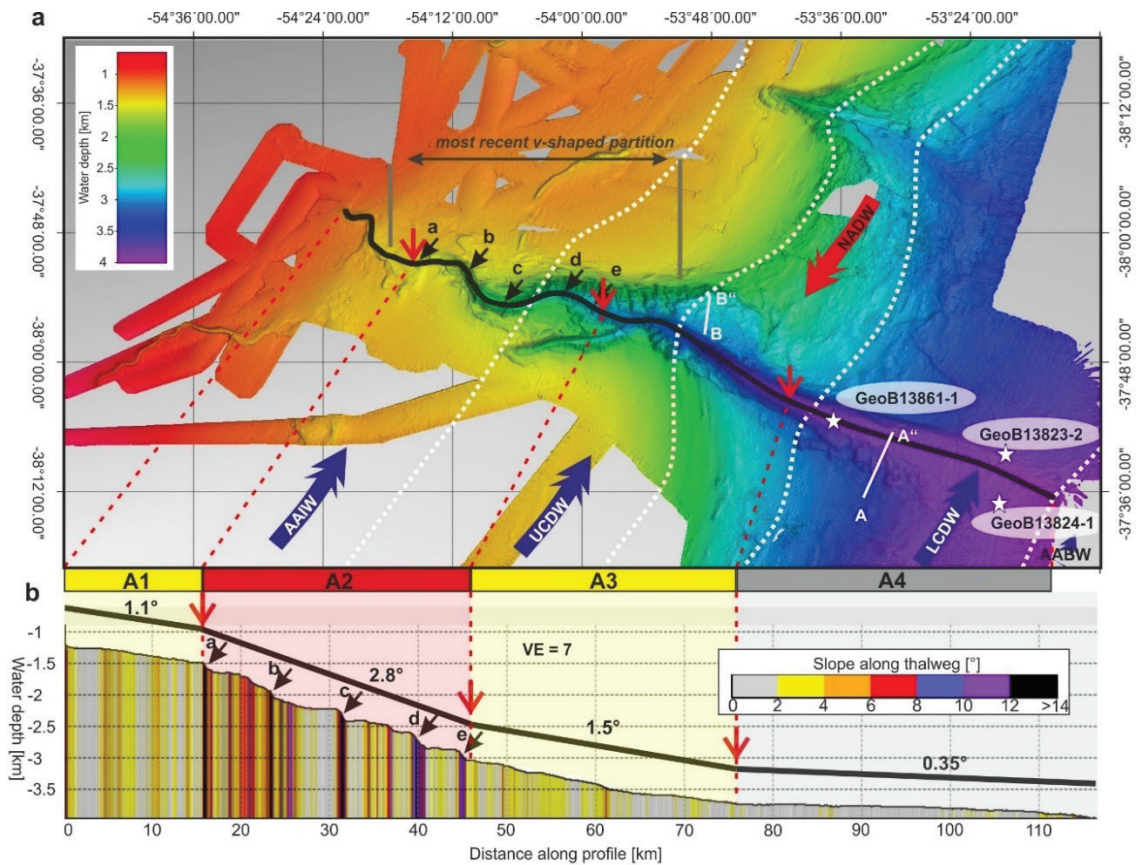 a
-54°36′00.00″ -54°24′00.00″ -54°12′00.00″ -54°00′00.00″ -53°48′00.00″ -53°36′00.00″ -53°24′00.00″
-37°36′00.00″
-37°48′00.00″
-38°00′00.00″
-38°12′00.00″
Water depth [km]
1
1.5
2
2.5
3
3.5
4
most recent v-shaped partition
a
b
c
d
e
NADW
B“
B
-38°12′00.00″
-38°00′00.00″
-37°48′00.00″
-37°36′00.00″
GeoB13861-1
GeoB13823-2
A“
A
GeoB13824-1
AAIW
UCDW
LCDW
AABW
A1 A2 A3 A4
b
1.1°
2.8°
1.5°
0.35°
VE = 7
a
b
c
d
e
Slope along thalweg [°]
0 2 4 6 8 10 12 >14
Water depth [km]
-1
-1.5
-2
-2.5
-3
-3.5
0 10 20 30 40 50 60 70 80 90 100 110
Distance along profile [km]